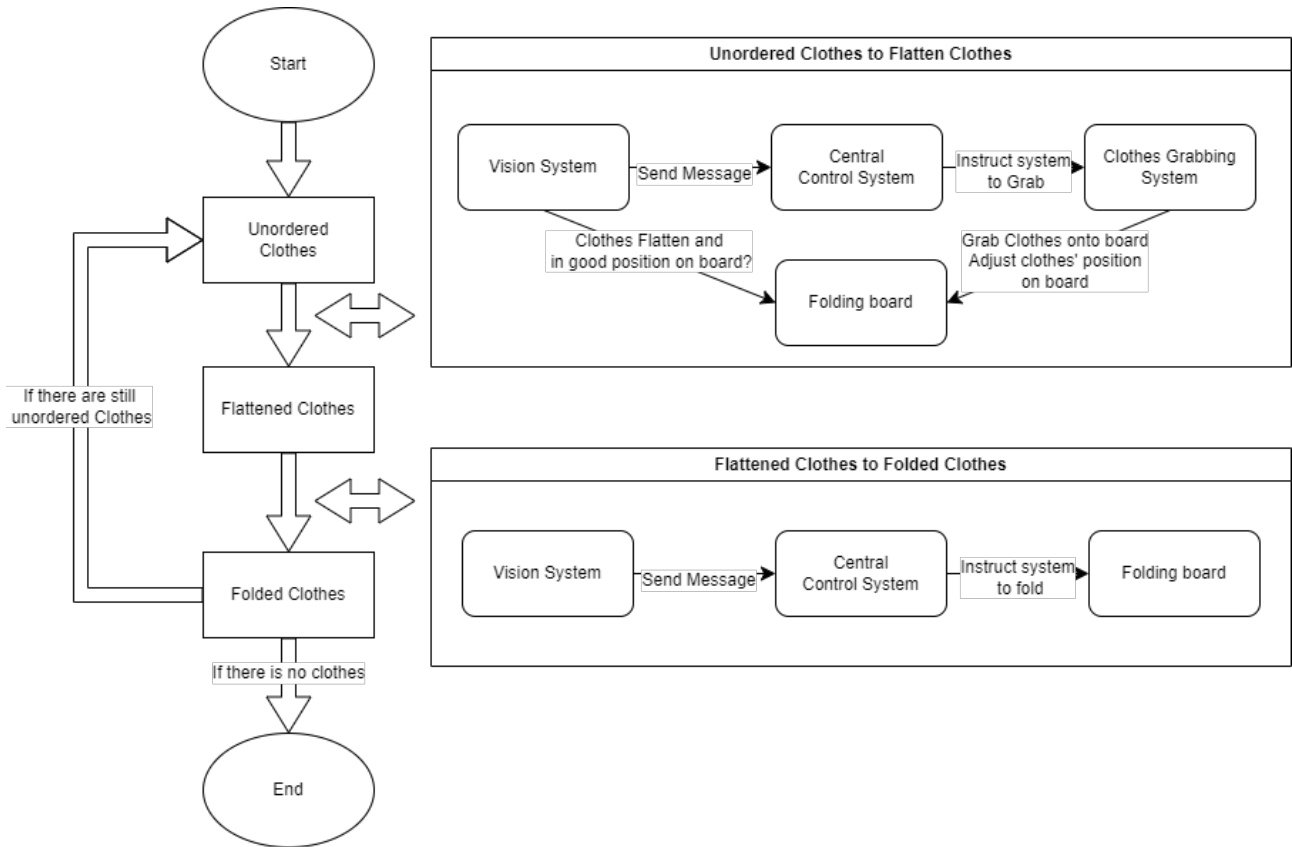 Start
Unordered
Clothes
Flattened Clothes
Folded Clothes
If there are still
unordered Clothes
If there is no clothes
End
Unordered Clothes to Flatten Clothes
Vision System
Send Message
Central
Control System
Instruct system
to Grab
Clothes Grabbing
System
Clothes Flatten and
in good position on board?
Grab Clothes onto board
Adjust clothes' position
on board
Folding board
Flattened Clothes to Folded Clothes
Vision System
Send Message
Central
Control System
Instruct system
to fold
Folding board